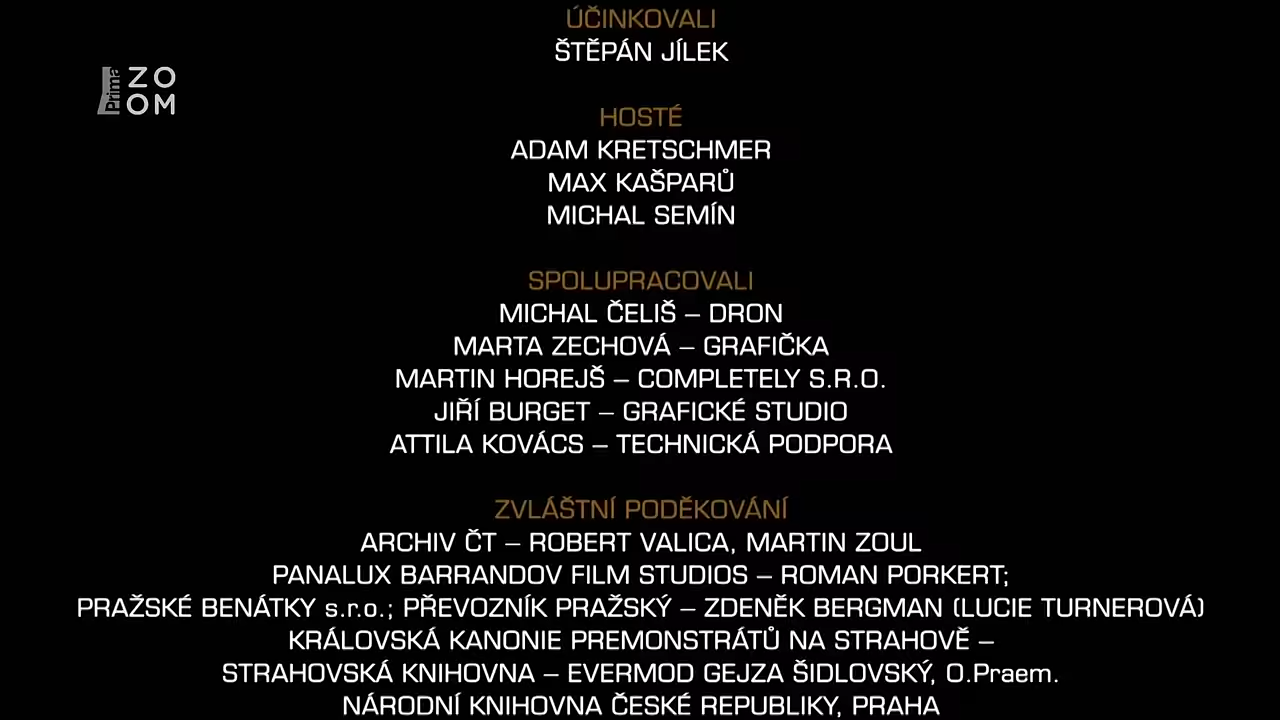 ÚČINKOVALI
ŠTĚPÁN JÍLEK
Prima
ZO
OM
HOSTÉ
ADAM KRETSCHMER
MAX KAŠPARŮ
MICHAL SEMÍN
SPOLUPRACOVALI
MICHAL ČELIŠ – DRON
MARTA ZECHOVÁ – GRAFIČKA
MARTIN HOREJŠ – COMPLETELY S.R.O.
JIŘÍ BURGET – GRAFICKÉ STUDIO
ATTILA KOVÁCS – TECHNICKÁ PODPORA
ZVLÁŠTNÍ PODĚKOVÁNÍ
ARCHIV ČT – ROBERT VALICA, MARTIN ZOUL
PANALUX BARRANDOV FILM STUDIOS – ROMAN PORKERT;
PRAŽSKÉ BENÁTKY s.r.o.; PŘEVOZNÍK PRAŽSKÝ – ZDENĚK BERGMAN (LUCIE TURNEROVÁ)
KRÁLOVSKÁ KANONIE PREMONSTRÁTŮ NA STRAHOVĚ –
STRAHOVSKÁ KNIHOVNA – EVERMOD GEJZA ŠIDLOVSKÝ, O.Praem.
NÁRODNÍ KNIHOVNA ČESKÉ REPUBLIKY, PRAHA